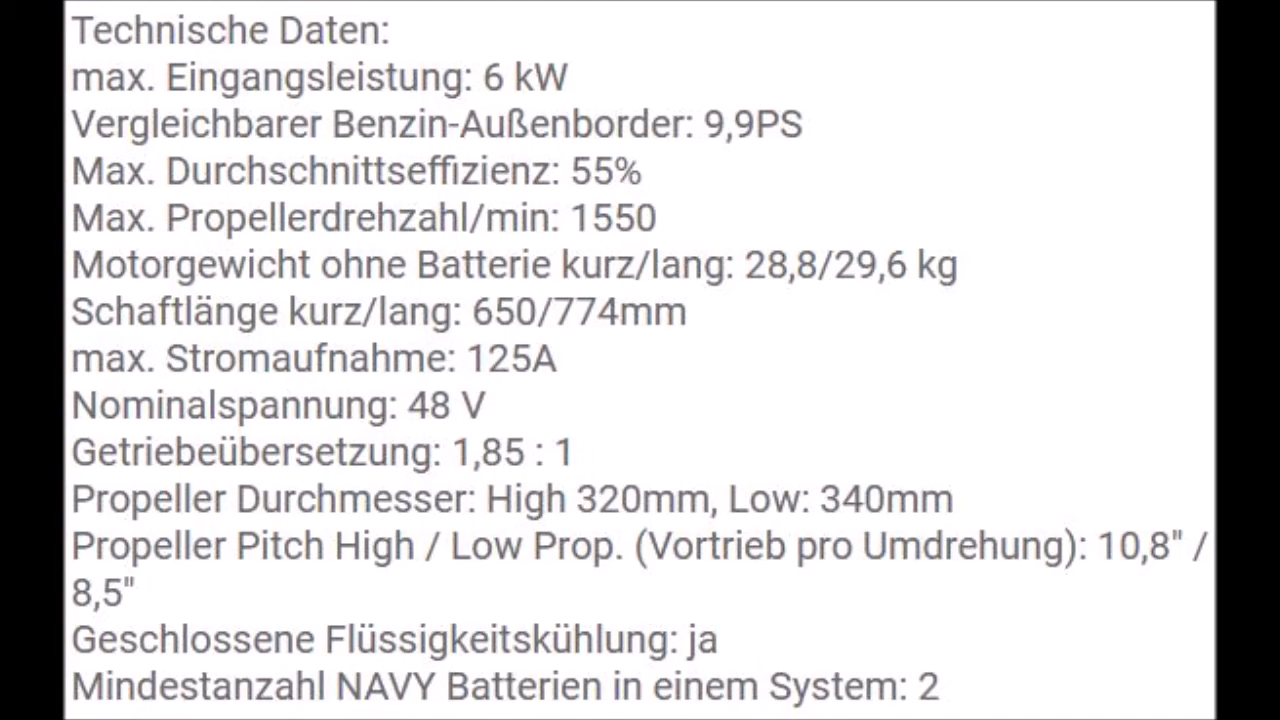 Technische Daten:
max. Eingangsleistung: 6 kW
Vergleichbarer Benzin-Außenborder: 9,9PS
Max. Durchschnittseffizienz: 55%
Max. Propellerdrehzahl/min: 1550
Motorgewicht ohne Batterie kurz/lang: 28,8/29,6 kg
Schaftlänge kurz/lang: 650/774mm
max. Stromaufnahme: 125A
Nominalspannung: 48 V
Getriebeübersetzung: 1,85 : 1
Propeller Durchmesser: High 320mm, Low: 340mm
Propeller Pitch High / Low Prop. (Vortrieb pro Umdrehung): 10,8" /
8,5"
Geschlossene Flüssigkeitskühlung: ja
Mindestanzahl NAVY Batterien in einem System: 2